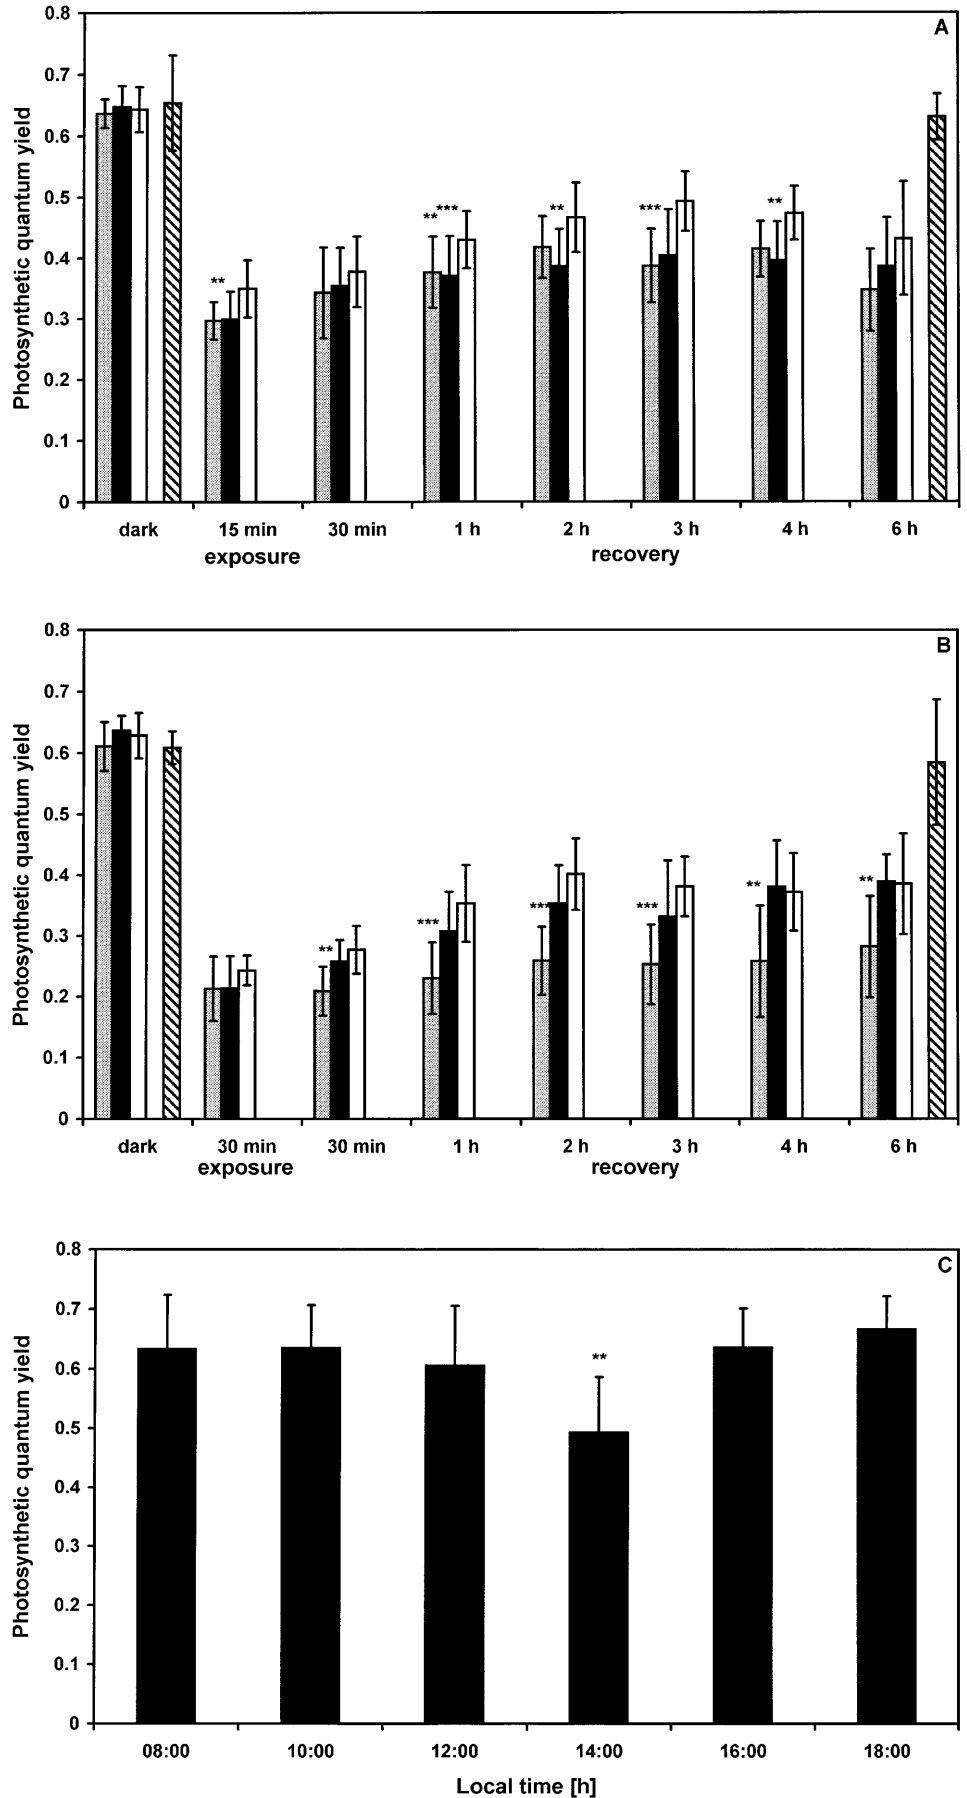 A
Photosynthetic quantum yield
0.8
0.7
0.6
0.5
0.4
0.3
0.2
0.1
0
** ** *** ** *** **
dark 15 min 30 min 1 h 2 h 3 h 4 h 6 h
exposure recovery
B
Photosynthetic quantum yield
0.8
0.7
0.6
0.5
0.4
0.3
0.2
0.1
0
** *** *** *** ** **
dark 30 min 30 min 1 h 2 h 3 h 4 h 6 h
exposure recovery
C
Photosynthetic quantum yield
0.8
0.7
0.6
0.5
0.4
0.3
0.2
0.1
0
**
08:00 10:00 12:00 14:00 16:00 18:00
Local time [h]